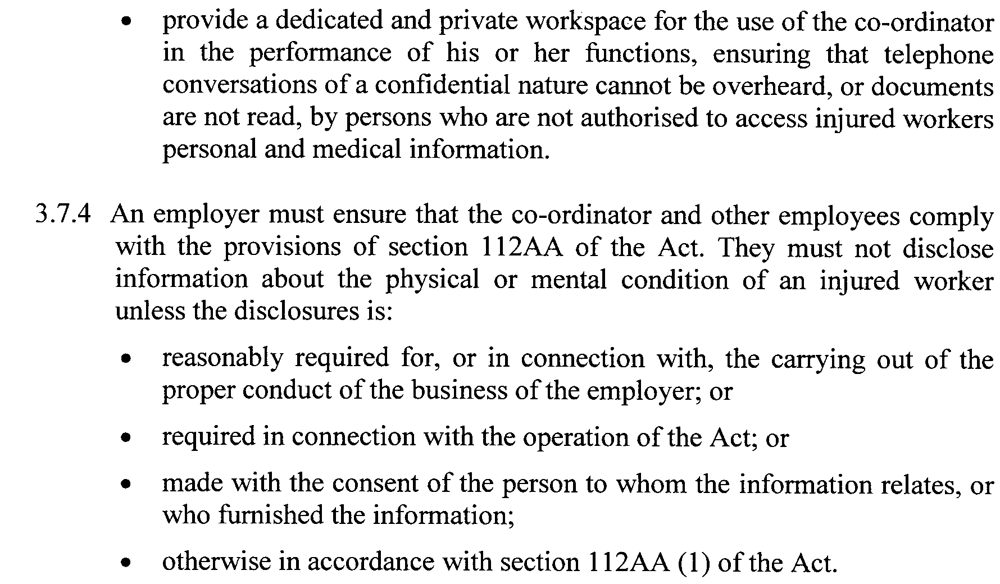 • provide a dedicated and private workspace for the use of the co-ordinator
in the performance of his or her functions, ensuring that telephone
conversations of a confidential nature cannot be overheard, or documents
are not read, by persons who are not authorised to access injured workers
personal and medical information.
3.7.4 An employer must ensure that the co-ordinator and other employees comply
with the provisions of section 112AA of the Act. They must not disclose
information about the physical or mental condition of an injured worker
unless the disclosures is:
• reasonably required for, or in connection with, the carrying out of the
proper conduct of the business of the employer; or
• required in connection with the operation of the Act; or
• made with the consent of the person to whom the information relates, or
who furnished the information;
• otherwise in accordance with section 112AA (1) of the Act.